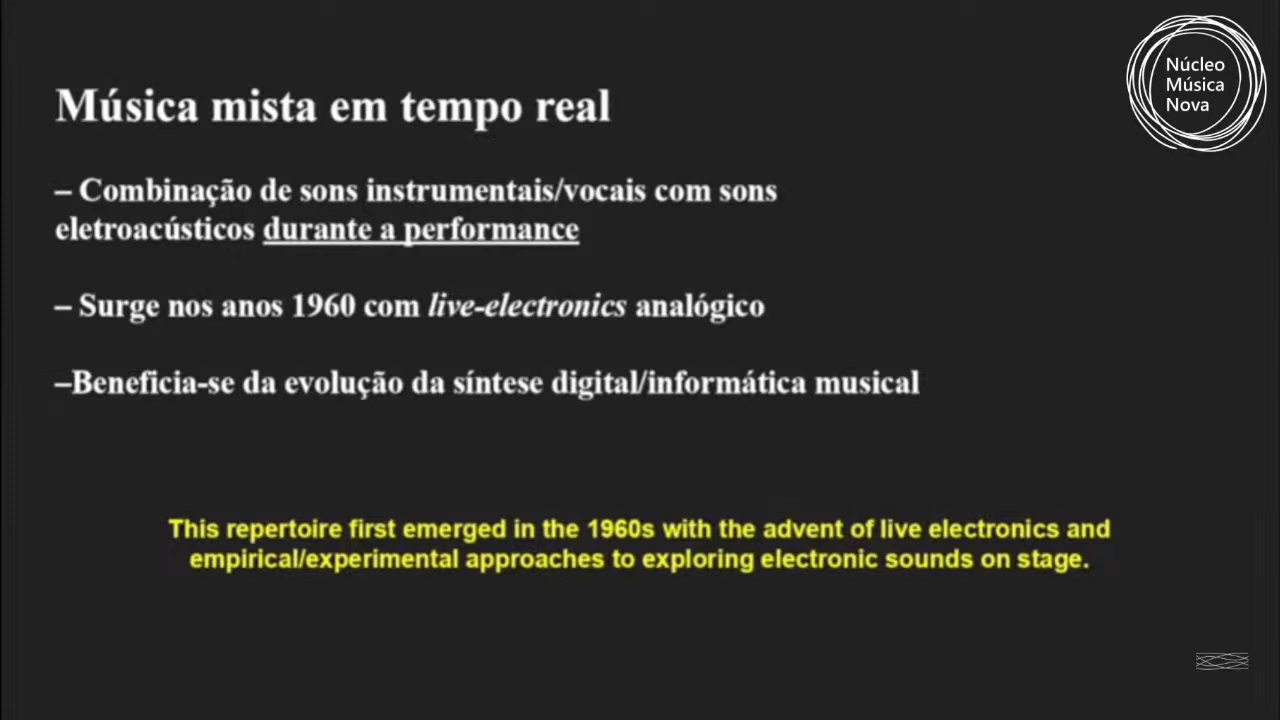 Núcleo
Música
Nova
Música mista em tempo real
– Combinação de sons instrumentais/vocais com sons
eletroacústicos durante a performance
– Surge nos anos 1960 com live-electronics analógico
–Beneficia-se da evolução da síntese digital/informática musical
This repertoire first emerged in the 1960s with the advent of live electronics and
empirical/experimental approaches to exploring electronic sounds on stage.